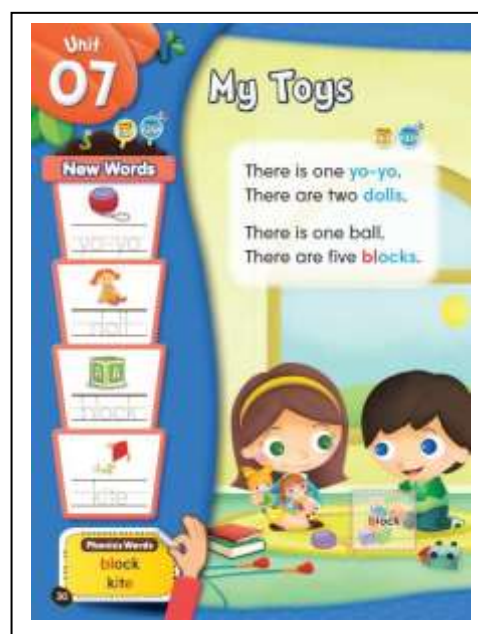 Unit
07
My Toys
New Words
yo-yo
doll
block
kite
There is one yo-yo.
There are two dolls.
There is one ball.
There are five blocks.
block
Phonics Words
block
kite
30